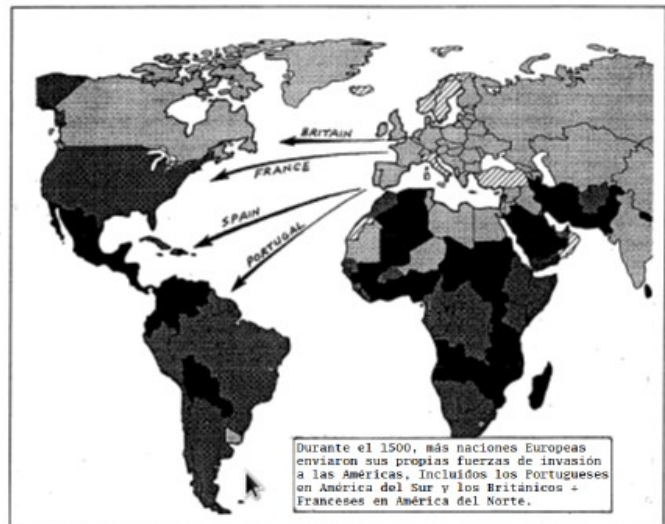 BRITAIN
FRANCE
SPAIN
PORTUGAL
Durante el 1500, más naciones Europeas
enviaron sus propias fuerzas de invasión
a las Américas, Incluidos los Portugueses
en América del Sur y los Británicos +
Franceses en América del Norte.